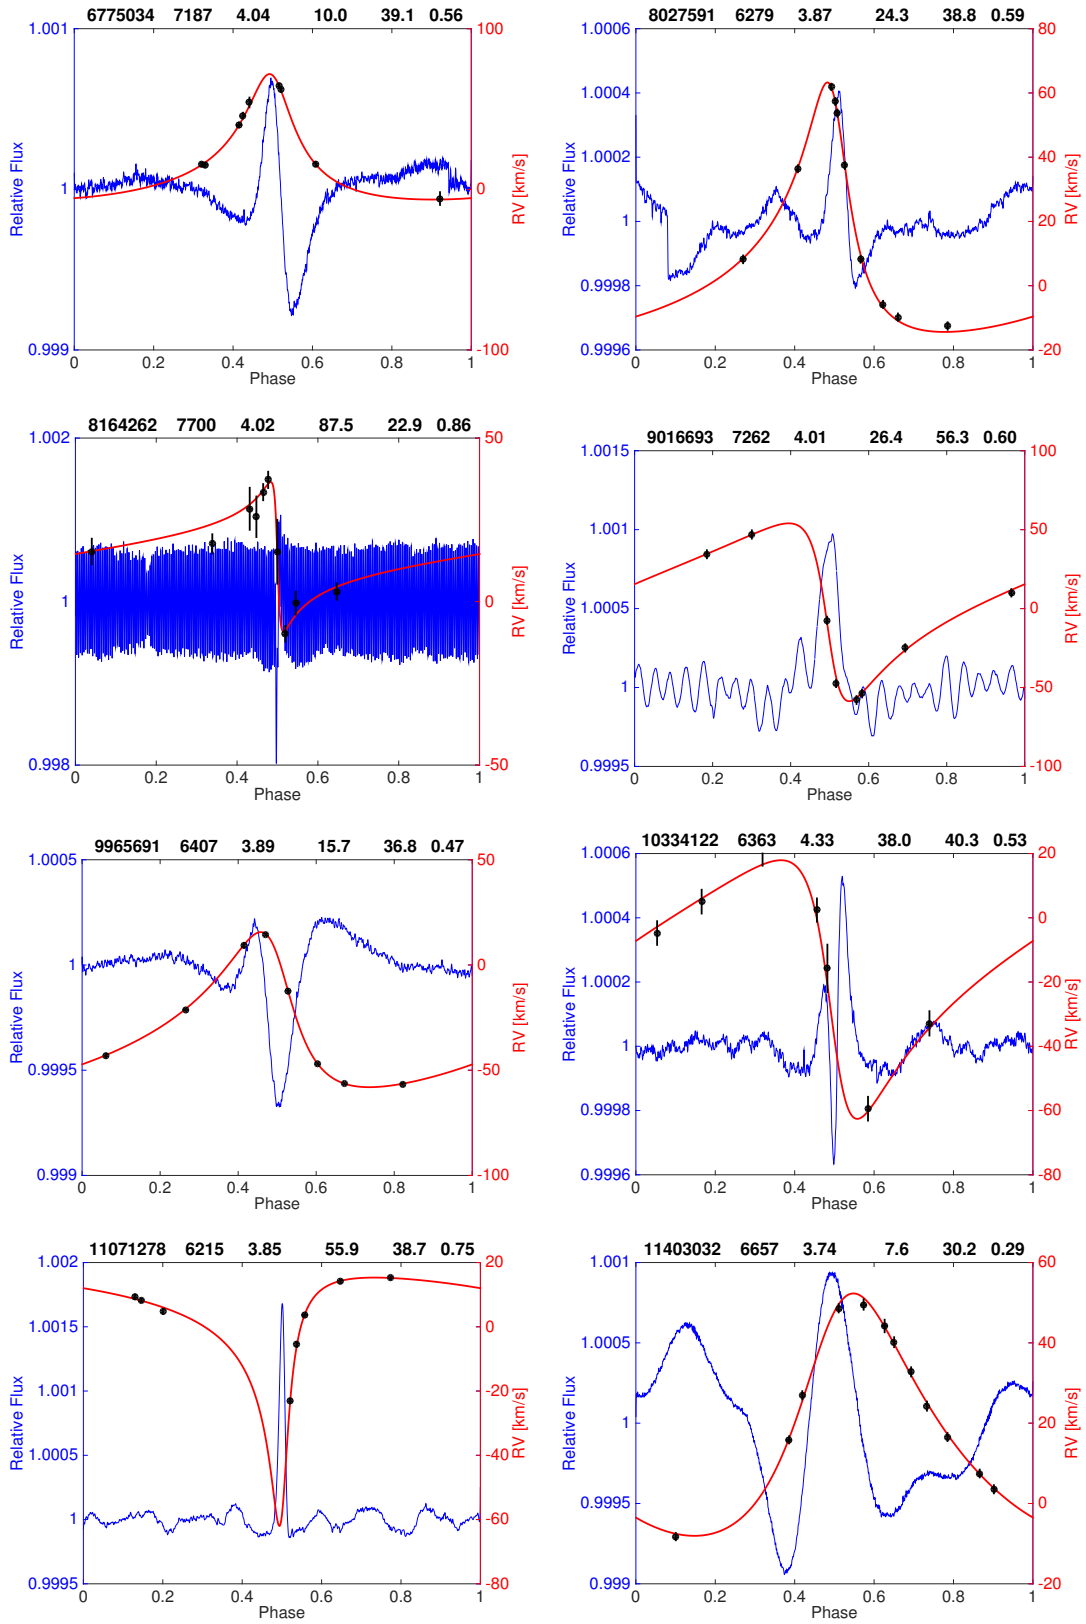 6775034 7187 4.04 10.0 39.1 0.56
1.001
1
0.999
Relative Flux
100
0
-100
RV [km/s]
0 0.2 0.4 0.6 0.8 1
Phase
8027591 6279 3.87 24.3 38.8 0.59
1.0006
1.0004
1.0002
1
0.9998
0.9996
Relative Flux
80
60
40
20
0
-20
RV [km/s]
0 0.2 0.4 0.6 0.8 1
Phase
8164262 7700 4.02 87.5 22.9 0.86
1.002
1
0.998
Relative Flux
50
0
-50
RV [km/s]
0 0.2 0.4 0.6 0.8 1
Phase
9016693 7262 4.01 26.4 56.3 0.60
1.0015
1.001
1.0005
1
0.9995
Relative Flux
100
50
0
-50
-100
RV [km/s]
0 0.2 0.4 0.6 0.8 1
Phase
9965691 6407 3.89 15.7 36.8 0.47
1.0005
1
0.9995
0.999
Relative Flux
50
0
-50
-100
RV [km/s]
0 0.2 0.4 0.6 0.8 1
Phase
10334122 6363 4.33 38.0 40.3 0.53
1.0006
1.0004
1.0002
1
0.9998
0.9996
Relative Flux
20
0
-20
-40
-60
-80
RV [km/s]
0 0.2 0.4 0.6 0.8 1
Phase
11071278 6215 3.85 55.9 38.7 0.75
1.002
1.0015
1.001
1.0005
1
0.9995
Relative Flux
20
0
-20
-40
-60
-80
RV [km/s]
0 0.2 0.4 0.6 0.8 1
Phase
11403032 6657 3.74 7.6 30.2 0.29
1.001
1.0005
1
0.9995
0.999
Relative Flux
60
40
20
0
-20
RV [km/s]
0 0.2 0.4 0.6 0.8 1
Phase